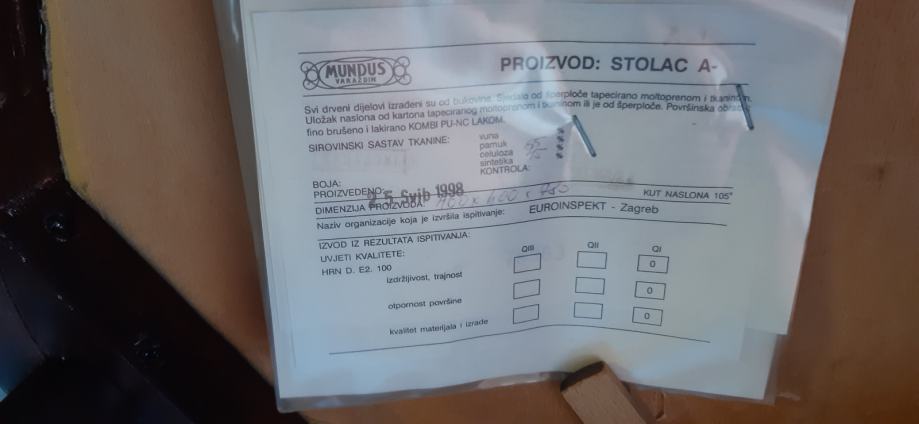 MUNDUS
VARAŽDIN
PROIZVOD: STOLAC A-
Svi drveni dijelovi izrađeni su od bukovine. Sjedalo od šperploče tapecirano moltoprenom i tkaninom.
Uložak naslona od kartona tapeciranog moltoprenom i tkaninom ili je od šperploče. Površinska
fino brušeno i lakirano KOMBI PU-NC LAKOM.
SIROVINSKI SASTAV TKANINE:
vuna
pamuk
celuloza
sintetika
KONTROLA:
BOJA:
PROIZVEDENO: 5. Svib 1998
DIMENZIJA PROIZVODA:
KUT NASLONA 105°
Naziv organizacije koja je izvršila ispitivanje: EUROINSPEKT - Zagreb
IZVOD IZ REZULTATA ISPITIVANJA:
UVJETI KVALITETE: QIII QII QI
HRN D. E2. 100 0
izdržljivost, trajnost 0
otpornost površine 0
kvalitet materijala i izrade